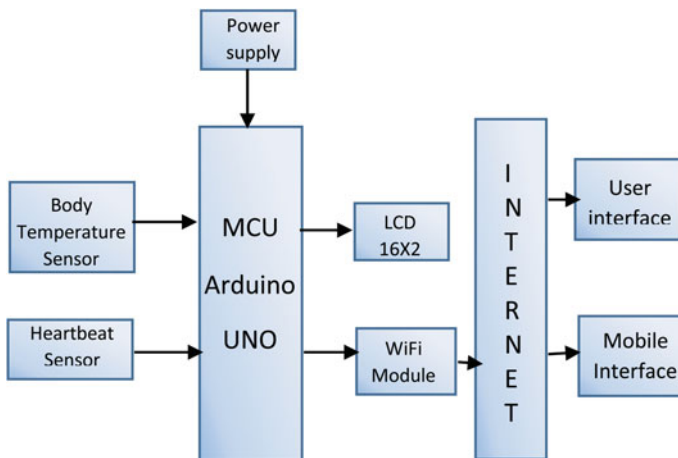 Power
supply
Body
Temperature
Sensor
Heartbeat
Sensor
MCU
Arduino
UNO
LCD
16X2
WiFi
Module
I
N
T
E
R
N
E
T
User
interface
Mobile
Interface